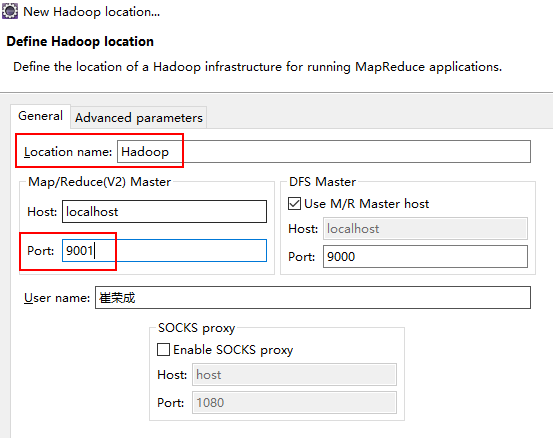 New Hadoop location...
Define Hadoop location
Define the location of a Hadoop infrastructure for running MapReduce applications.
General Advanced parameters
Location name: Hadoop
Map/Reduce(V2) Master
Host: localhost
Port: 9001
DFS Master
Use M/R Master host
Host: localhost
Port: 9000
User name: 崔荣成
SOCKS proxy
Enable SOCKS proxy
Host: host
Port: 1080